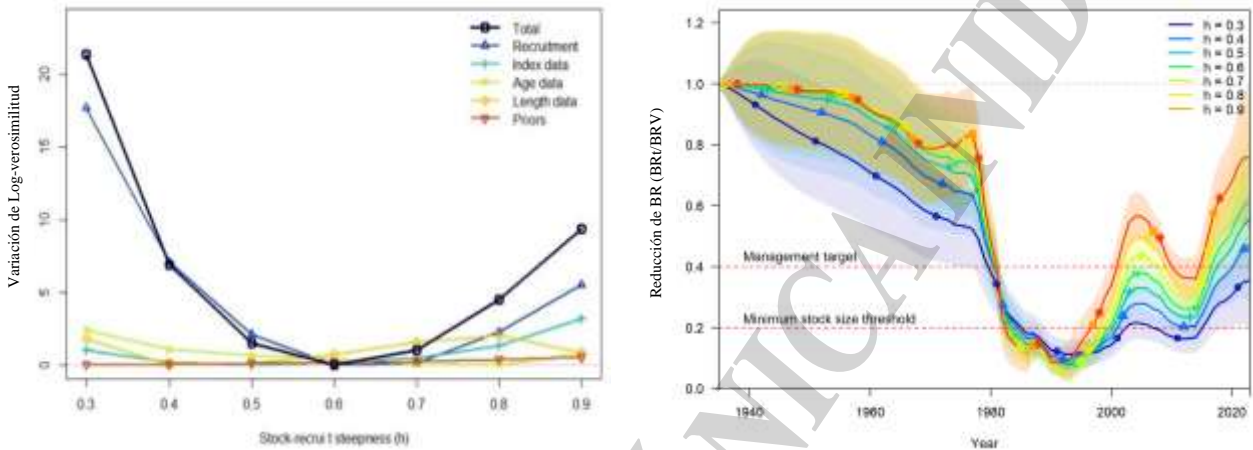 Variación de Log-verosimilitud
20
15
10
5
0
0.3 0.4 0.5 0.6 0.7 0.8 0.9
Stock-recrui t steepness (h)
Total
Recruitment
Index data
Age data
Length data
Priors
Reducción de BR (BRt/BRV)
1.2
1.0
0.8
0.6
0.4
0.2
0.0
1940 1960 1980 2000 2020
Year
h = 0.3
h = 0.4
h = 0.5
h = 0.6
h = 0.7
h = 0.8
h = 0.9
Management target
Minimum stock size threshold